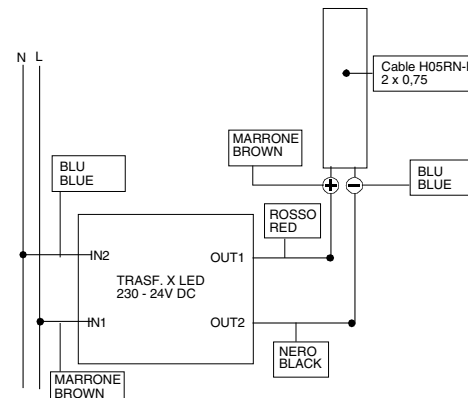 N L
Cable H05RN-
2 x 0,75
MARRONE
BROWN
BLU
BLUE
BLU
BLUE
+ −
ROSSO
RED
IN2
OUT1
TRASF. X LED
230 - 24V DC
IN1
OUT2
NERO
BLACK
MARRONE
BROWN